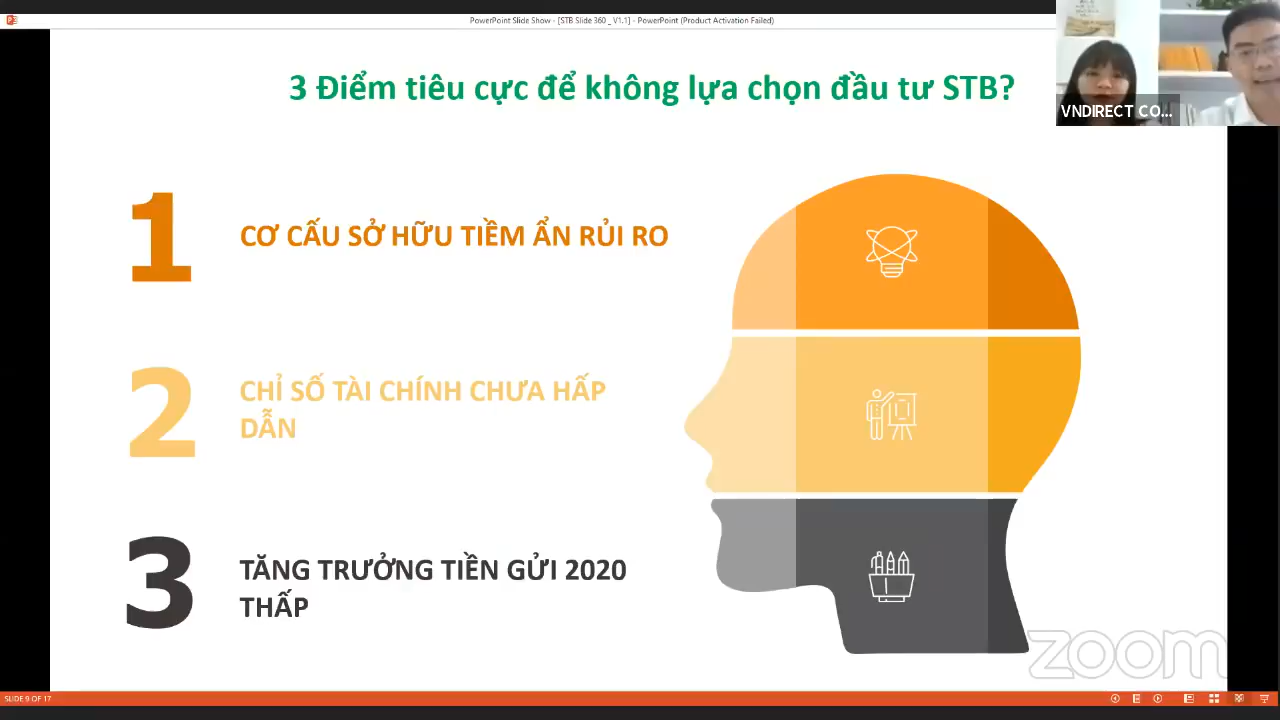 PowerPoint Slide Show - [STB Slide 360 _ V1.1] - PowerPoint (Product Activation Failed)
3 Điểm tiêu cực để không lựa chọn đầu tư STB?
VNDIRECT CO...
1
CƠ CẤU SỞ HỮU TIỀM ẨN RỦI RO
2
CHỈ SỐ TÀI CHÍNH CHƯA HẤP
DẪN
3
TĂNG TRƯỞNG TIỀN GỬI 2020
THẤP
zoom
SLIDE 9 OF 17